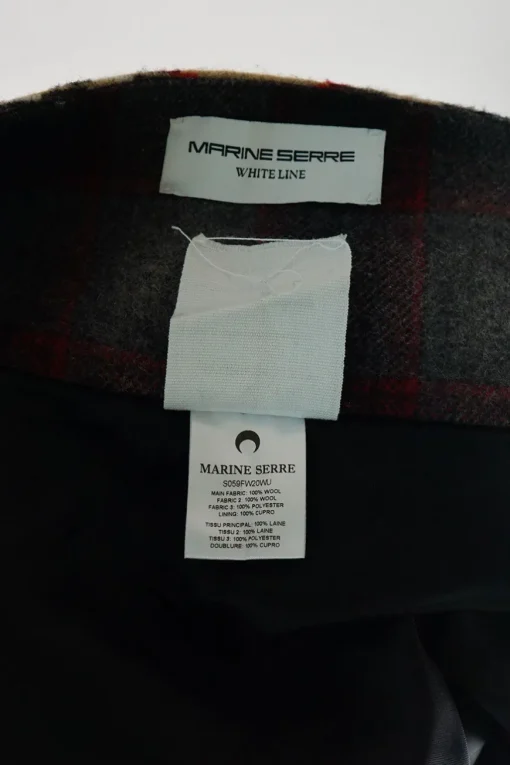 MARINE SERRE
WHITE LINE
MARINE SERRE
S059FW20WU
MAIN FABRIC: 100% WOOL
FABRIC 2: 100% WOOL
FABRIC 3: 100% POLYESTER
LINING: 100% CUPRO
TISSU PRINCIPAL: 100% LAINE
TISSU 2: 100% LAINE
TISSU 3: 100% POLYESTER
DOUBLURE: 100% CUPRO